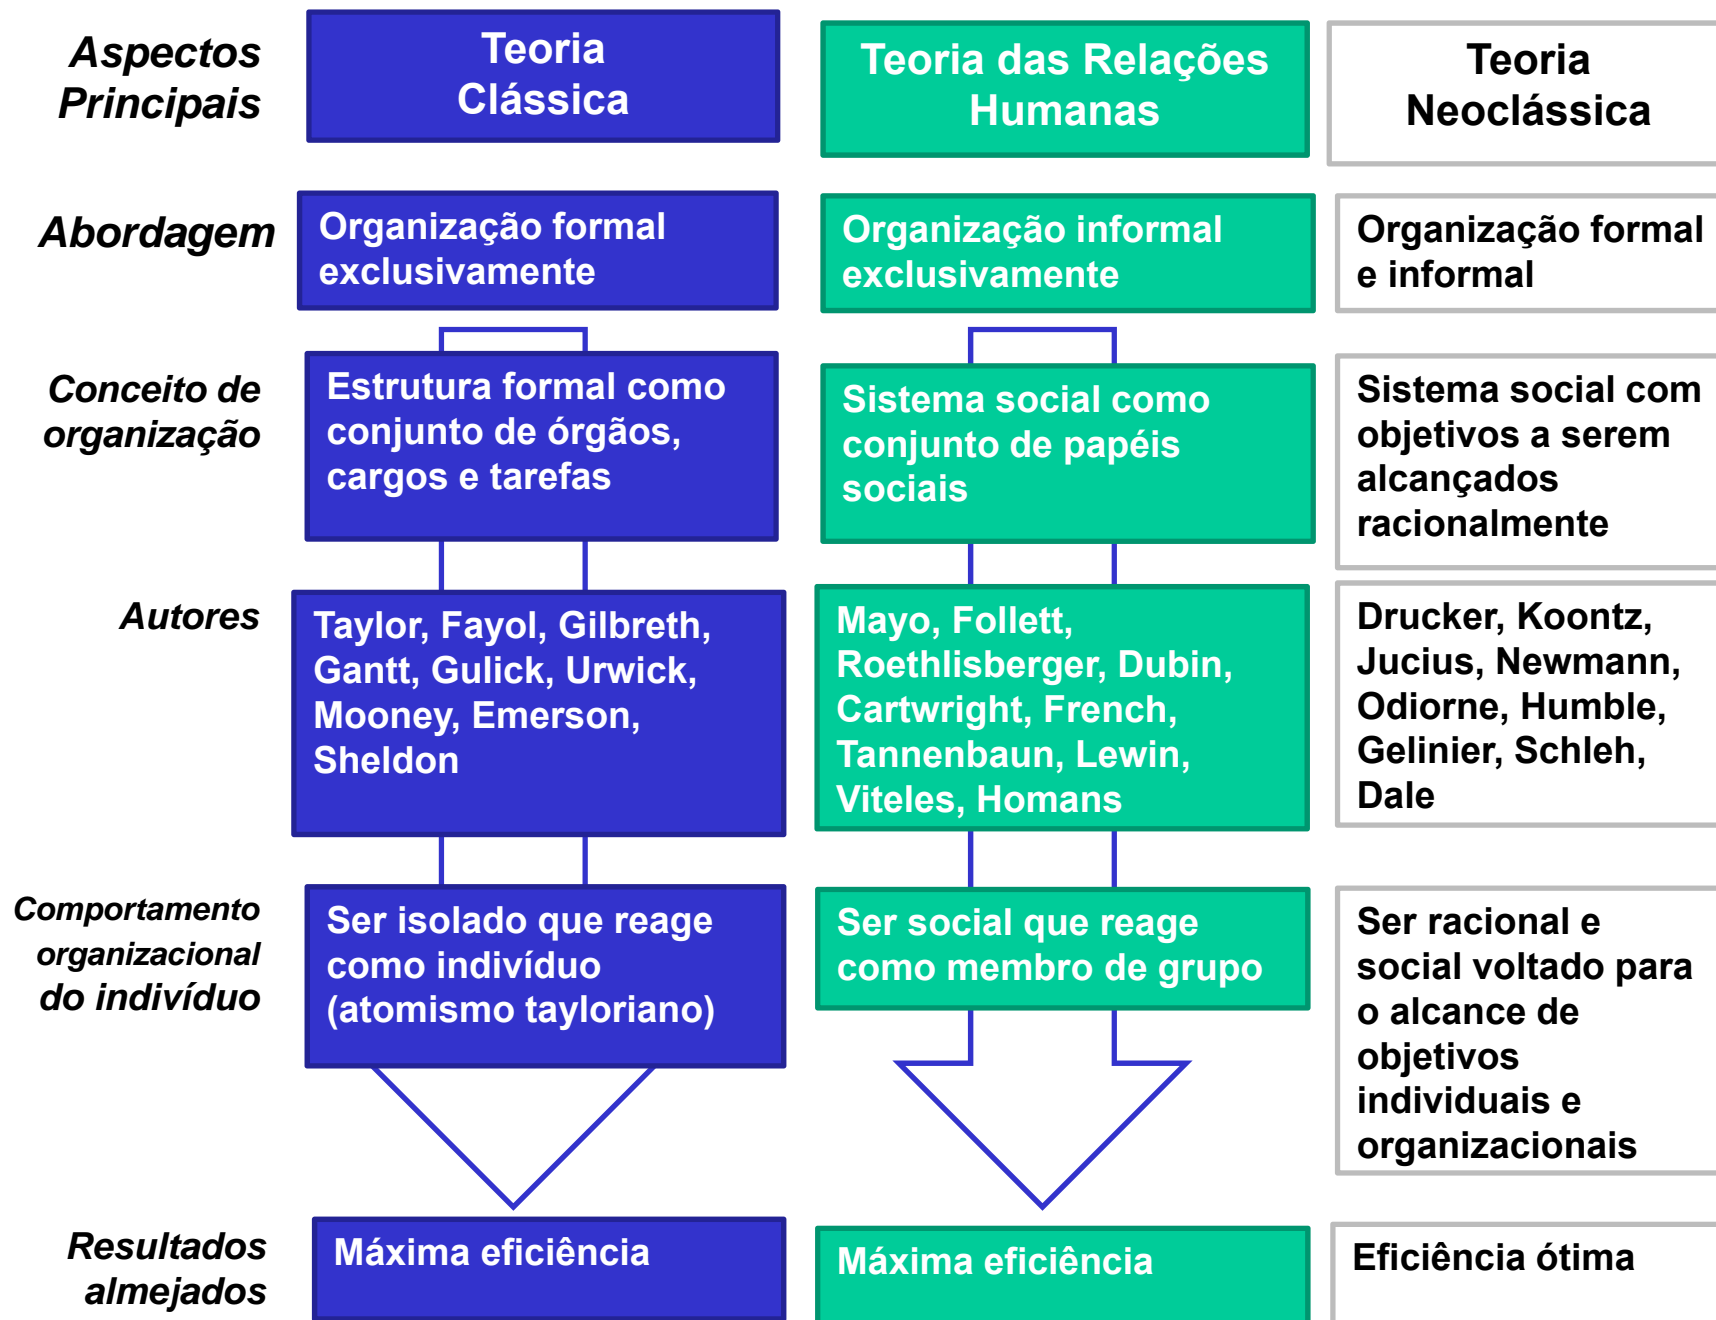 Aspectos
Principais
Teoria
Clássica
Teoria das Relações
Humanas
Teoria
Neoclássica
Abordagem
Organização formal
exclusivamente
Organização informal
exclusivamente
Organização formal
e informal
Conceito de
organização
Estrutura formal como
conjunto de órgãos,
cargos e tarefas
Sistema social como
conjunto de papéis
sociais
Sistema social com
objetivos a serem
alcançados
racionalmente
Autores
Taylor, Fayol, Gilbreth,
Gantt, Gulick, Urwick,
Mooney, Emerson,
Sheldon
Mayo, Follett,
Roethlisberger, Dubin,
Cartwright, French,
Tannenbaun, Lewin,
Viteles, Homans
Drucker, Koontz,
Jucius, Newmann,
Odiorne, Humble,
Gelinier, Schleh,
Dale
Comportamento
organizacional
do indivíduo
Ser isolado que reage
como indivíduo
(atomismo tayloriano)
Ser social que reage
como membro de grupo
Ser racional e
social voltado para
o alcance de
objetivos
individuais e
organizacionais
Resultados
almejados
Máxima eficiência
Máxima eficiência
Eficiência ótima